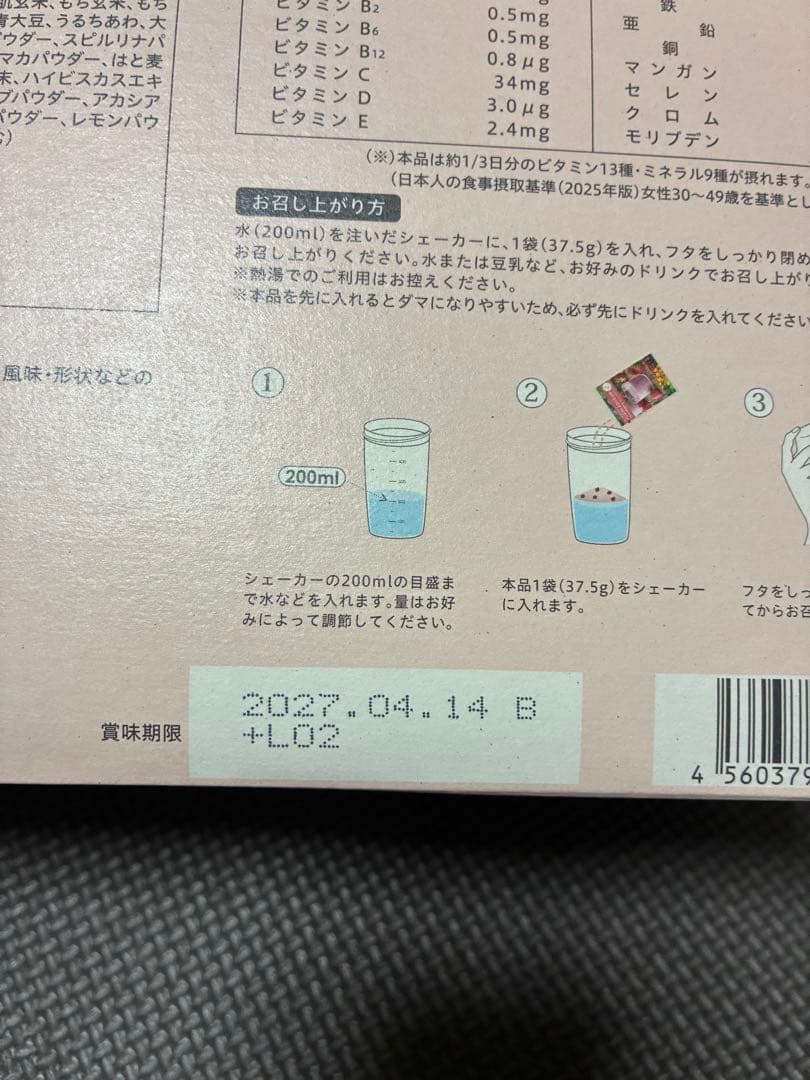 肌玄米、もち玄米、もち
青大豆、うるちあわ、大
パウダー、スピルリナパ
マカパウダー、はと麦
末、ハイビスカスエキ
ブパウダー、アカシア
パウダー、レモンパウ
ビタミン B2
0.5mg
ビタミン B6
0.5mg
ビタミン B12
0.8μg
ビタミン C
34mg
ビタミン D
3.0μg
ビタミン E
2.4mg
鉄
亜鉛
銅
マンガン
セレン
クロム
モリブデン
(※)本品は約1/3日分のビタミン13種・ミネラル9種が摂れます。
(日本人の食事摂取基準(2025年版)女性30〜49歳を基準とし
お召し上がり方
水(200ml)を注いだシェーカーに、1袋(37.5g)を入れ、フタをしっかり閉め
お召し上がりください。水または豆乳など、お好みのドリンクでお召し上がり
※熱湯でのご利用はお控えください。
※本品を先に入れるとダマになりやすいため、必ず先にドリンクを入れてください
風味・形状などの
1
200ml
シェーカーの200mlの目盛ま
で水などを入れます。量はお好
みによって調節してください。
2
本品1袋(37.5g)をシェーカー
に入れます。
3
フタをしっ
てからお召
賞味期限
2027.04.14 B
+L02
4 560379